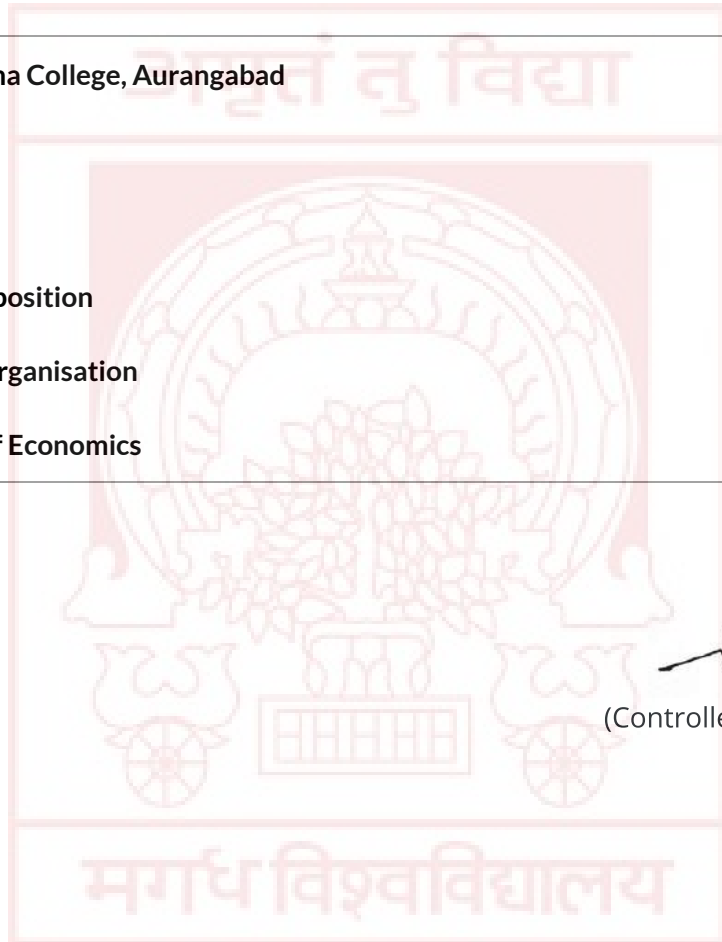 अमृतं तु विद्या
na College, Aurangabad
position
rganisation
f Economics
(Controlle
मगध विश्वविद्यालय